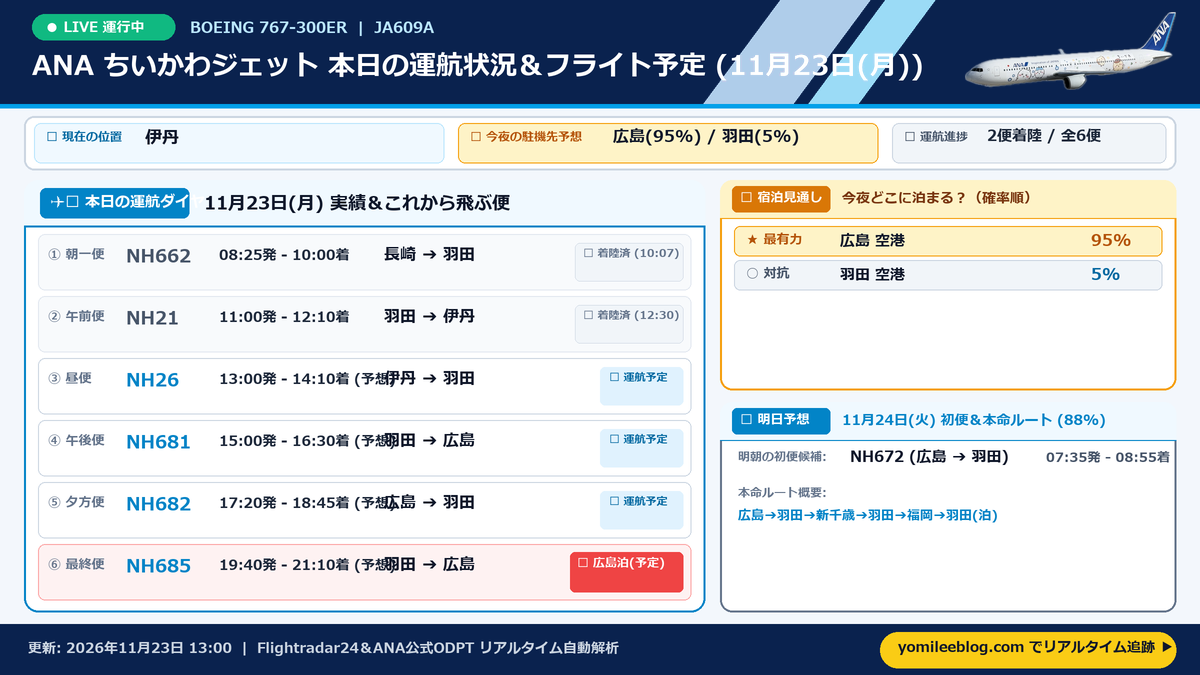 ● LIVE 運行中 BOEING 767-300ER | JA609A
ANA ちいかわジェット 本日の運航状況＆フライト予定 (11月23日(月))
ANA
ANA
□ 現在の位置 伊丹
□ 今夜の駐機先予想 広島(95%) / 羽田(5%)
□ 運航進捗 2便着陸 / 全6便
✈□ 本日の運航ダイ 11月23日(月) 実績＆これから飛ぶ便
① 朝一便 NH662 08:25発 - 10:00着 長崎 → 羽田 □ 着陸済 (10:07)
② 午前便 NH21 11:00発 - 12:10着 羽田 → 伊丹 □ 着陸済 (12:30)
③ 昼便 NH26 13:00発 - 14:10着 (予想) 伊丹 → 羽田 □ 運航予定
④ 午後便 NH681 15:00発 - 16:30着 (予想) 羽田 → 広島 □ 運航予定
⑤ 夕方便 NH682 17:20発 - 18:45着 (予想) 広島 → 羽田 □ 運航予定
⑥ 最終便 NH685 19:40発 - 21:10着 (予想) 羽田 → 広島 □ 広島泊(予定)
□ 宿泊見通し 今夜どこに泊まる？（確率順）
★ 最有力 広島 空港 95%
○ 対抗 羽田 空港 5%
□ 明日予想 11月24日(火) 初便＆本命ルート (88%)
明朝の初便候補: NH672 (広島 → 羽田) 07:35発 - 08:55着
本命ルート概要:
広島→羽田→新千歳→羽田→福岡→羽田(泊)
更新: 2026年11月23日 13:00 | Flightradar24＆ANA公式ODPT リアルタイム自動解析
yomileeblog.com でリアルタイム追跡 ▶